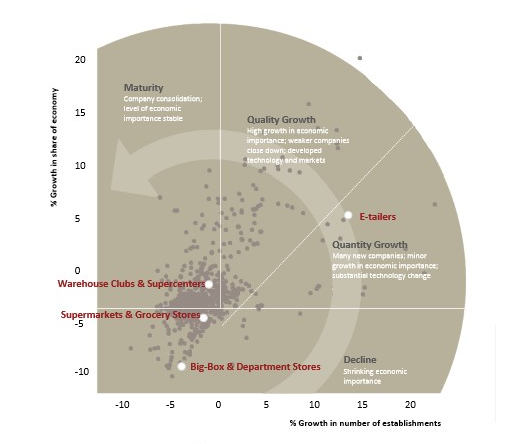 20
15
10
5
0
-5
-10
% Growth in share of economy
Maturity
Company consolidation;
level of economic
importance stable
Quality Growth
High growth in economic
importance; weaker companies
close down; developed
technology and markets
E-tailers
Quantity Growth
Many new companies; minor
growth in economic importance;
substantial technology change
Warehouse Clubs & Supercenters
Supermarkets & Grocery Stores
Big-Box & Department Stores
Decline
Shrinking economic
importance
-10 -5 0 5 10 15 20
% Growth in number of establishments